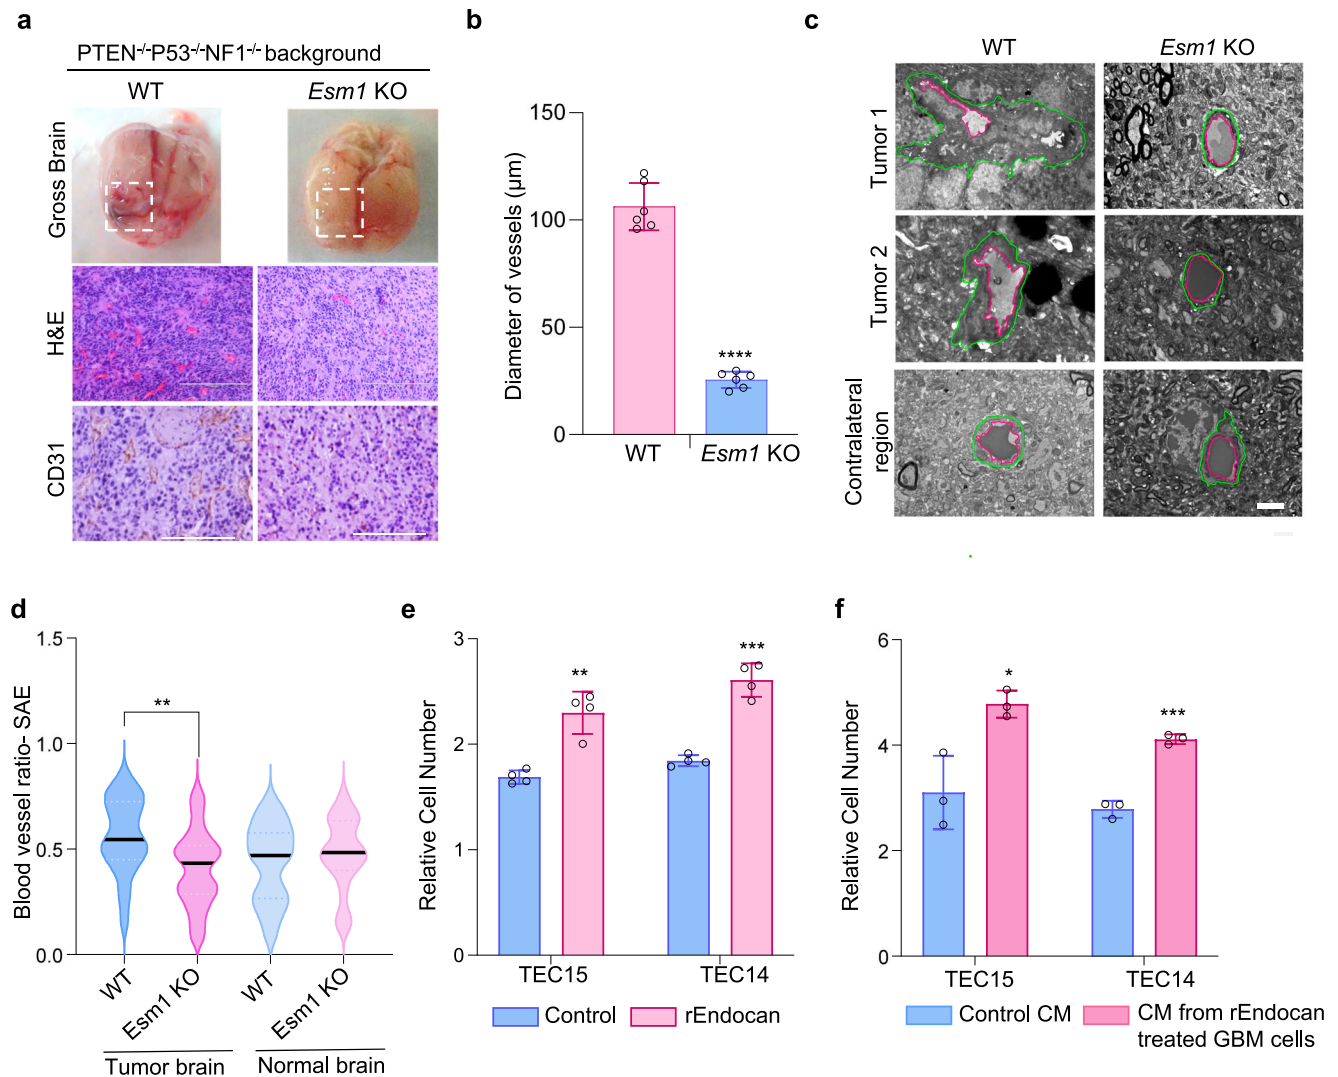 a
PTEN-/-P53-/-NF1-/- background
WT
Esm1 KO
Gross Brain
H&E
CD31
b
Diameter of vessels (µm)
150
100
50
0
****
WT
Esm1 KO
c
WT
Esm1 KO
Tumor 1
Tumor 2
Contralateral
region
d
Blood vessel ratio- SAE
1.5
1.0
0.5
0.0
**
WT
Esm1 KO
WT
Esm1 KO
Tumor brain
Normal brain
e
Relative Cell Number
3
2
1
0
**
***
TEC15
TEC14
Control
rEndocan
f
Relative Cell Number
6
4
2
0
*
***
TEC15
TEC14
Control CM
CM from rEndocan
treated GBM cells